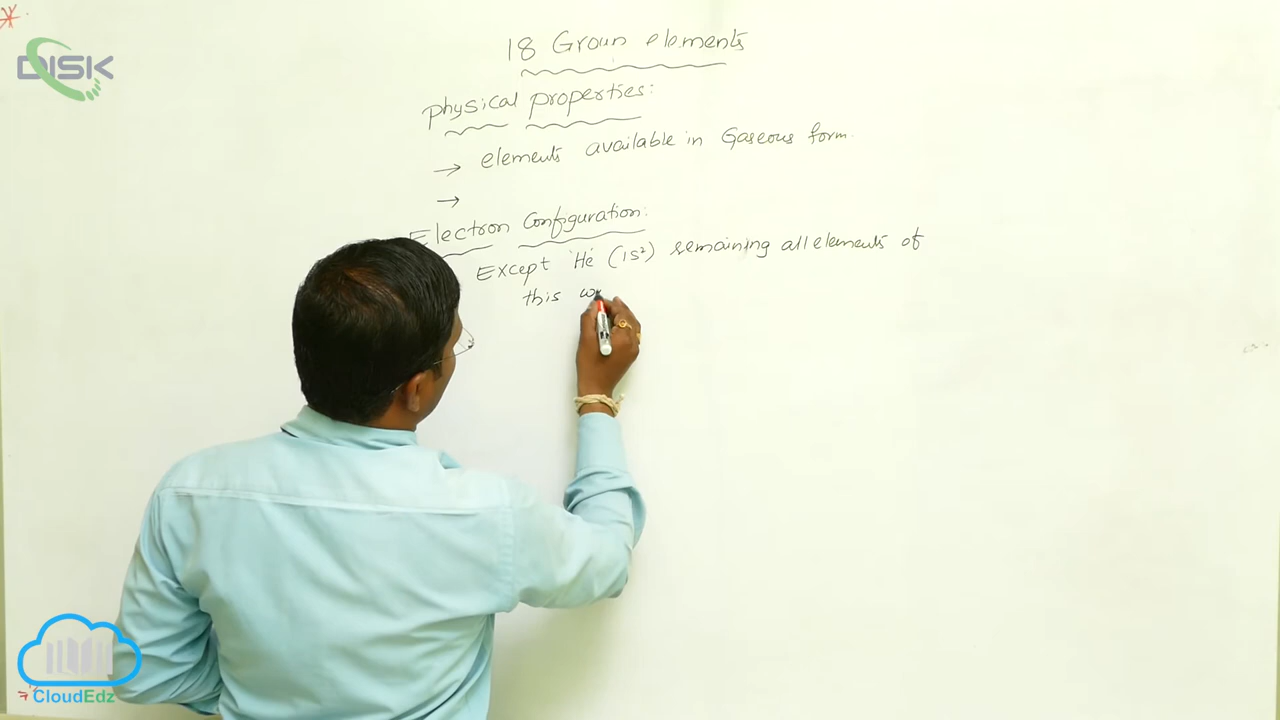 DISK
18 Group elements
physical properties:
→ elements available in Gaseous form.
→
Electron Configuration:
Except He (1s²) remaining all elements of
this
CloudEdz